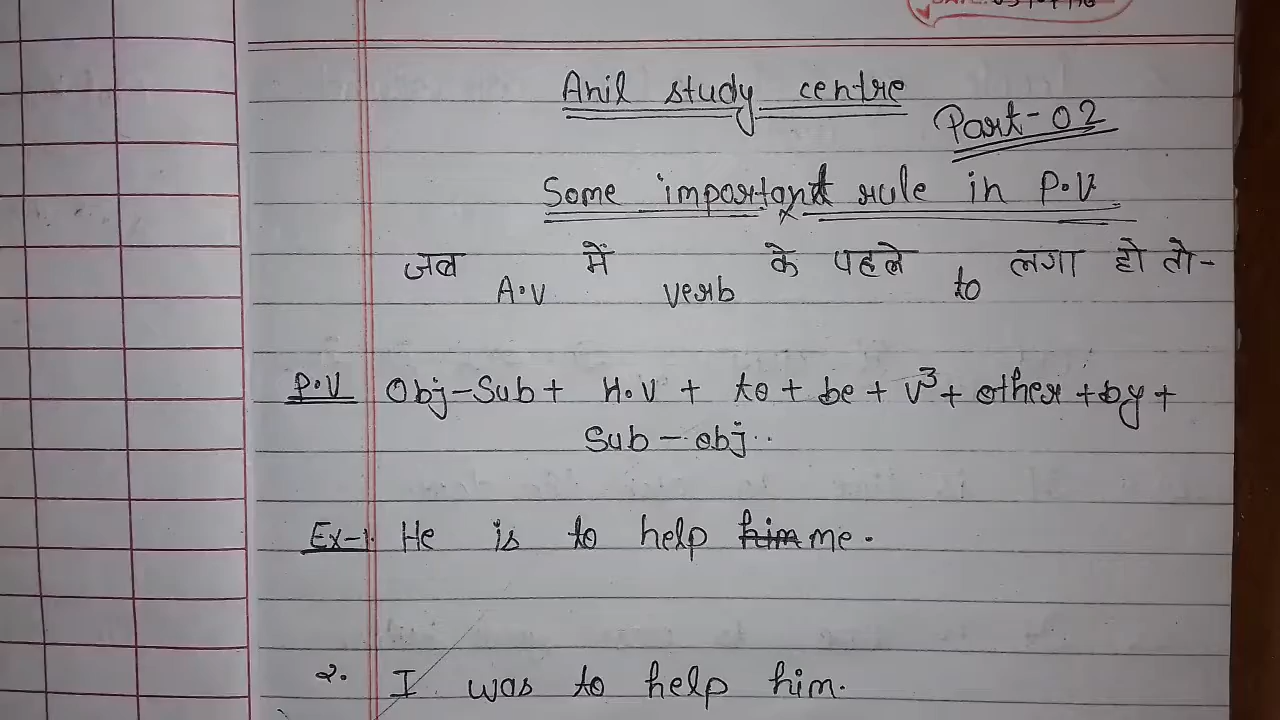 Anil study centre
Part-02
Some important rule in P.V
जब A.V में verb के पहले to लगा हो तो-
P.V Obj-Sub + H.V + to + be + V³ + other + by +
Sub - obj..
Ex-1. He is to help me.
२. I was to help him.